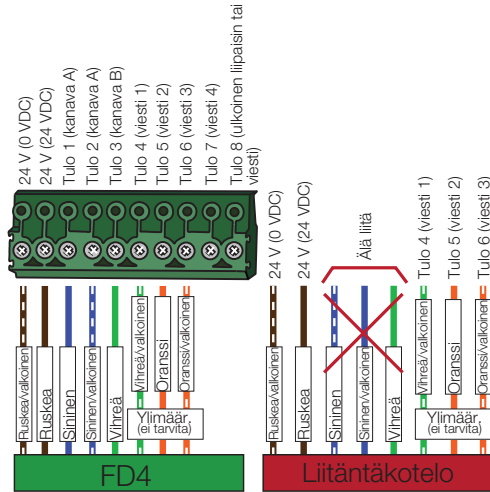 24 V (0 VDC)
24 V (24 VDC)
Tulo 1 (kanava A)
Tulo 2 (kanava A)
Tulo 3 (kanava B)
Tulo 4 (viesti 1)
Tulo 5 (viesti 2)
Tulo 6 (viesti 3)
Tulo 7 (viesti 4)
Tulo 8 (ulkoinen liipaisin tai
viesti)
Ruskea/valkoinen
Ruskea
Sininen
Sininen/valkoinen
Vihreä
Vihreä/valkoinen
Oranssi
Oranssi/valkoinen
Ylimäär.
(ei tarvita)
FD4
24 V (0 VDC)
24 V (24 VDC)
Älä liitä
Tulo 4 (viesti 1)
Tulo 5 (viesti 2)
Tulo 6 (viesti 3)
Ruskea/valkoinen
Ruskea
Sininen
Sininen/valkoinen
Vihreä
Vihreä/valkoinen
Oranssi
Oranssi/valkoinen
Ylimäär.
(ei tarvita)
Liitäntäkotelo